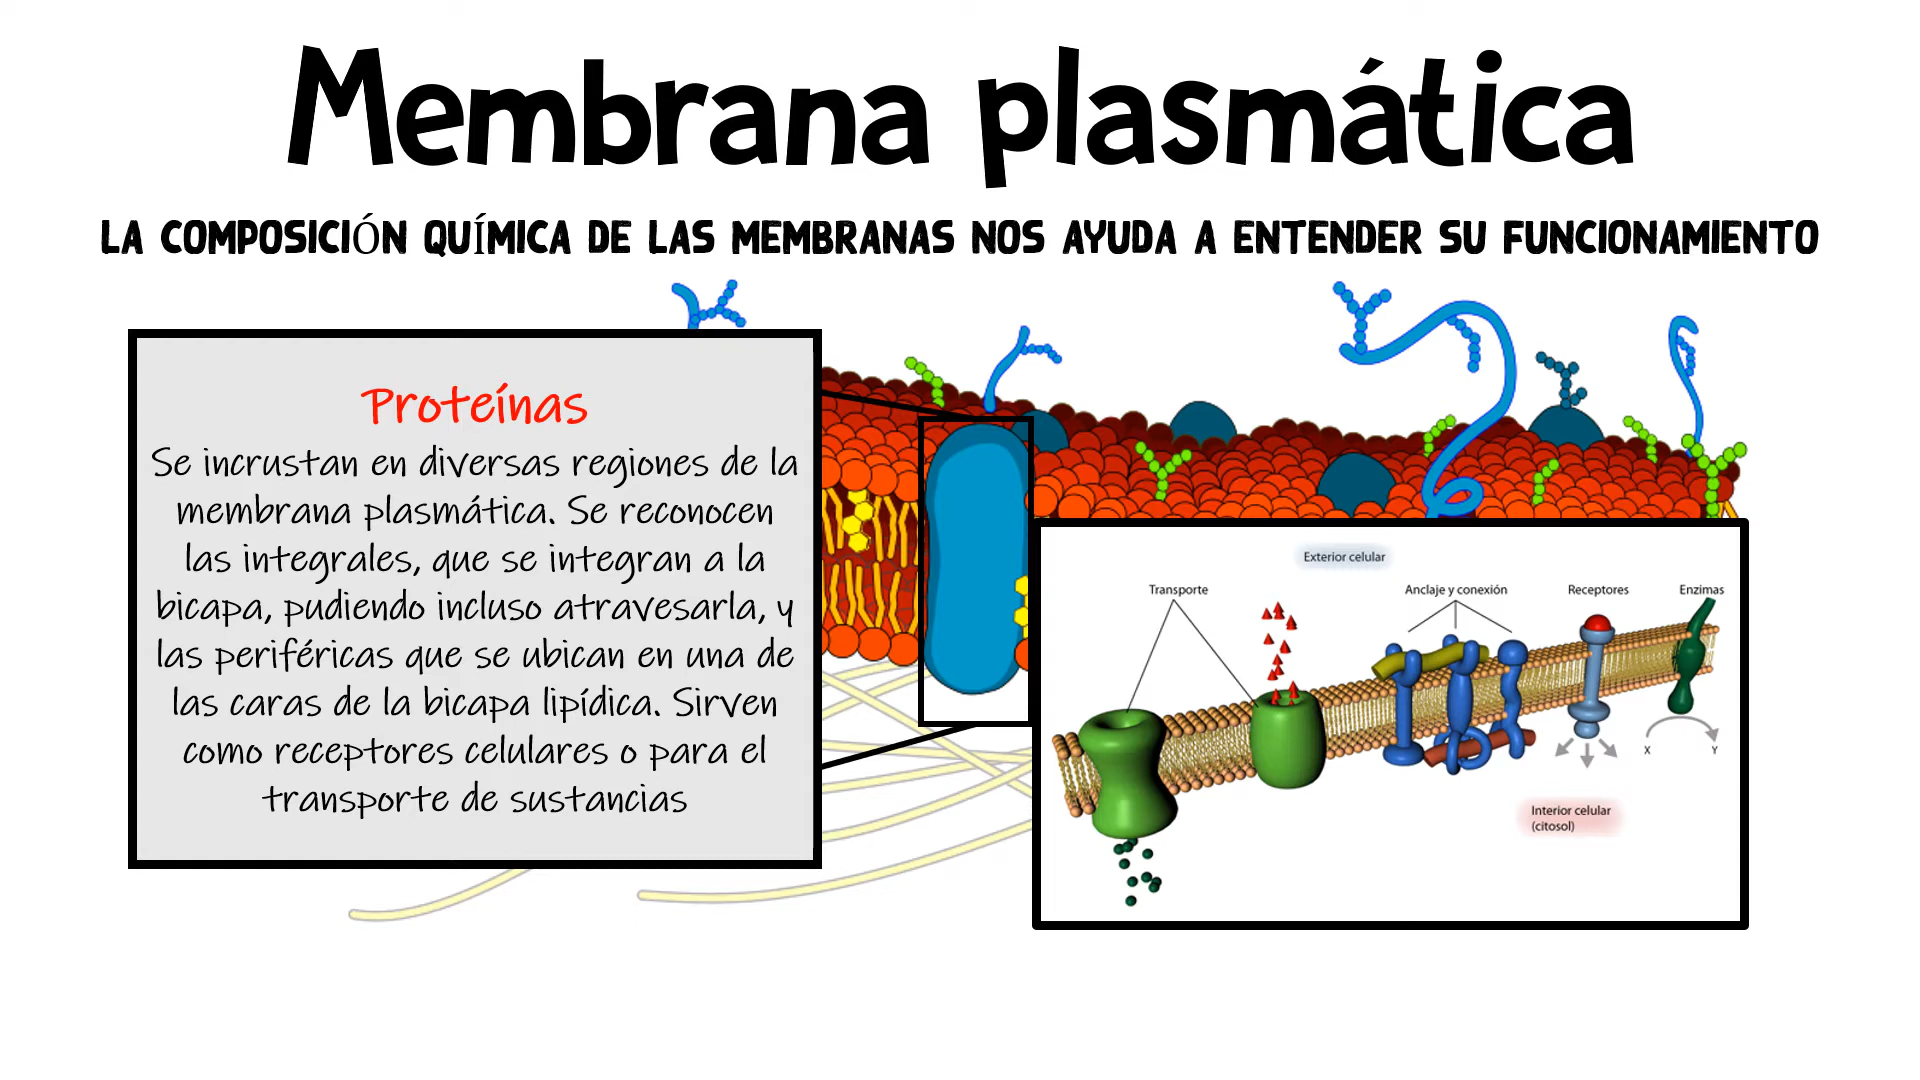 Membrana plasmática
LA COMPOSICIÓN QUÍMICA DE LAS MEMBRANAS NOS AYUDA A ENTENDER SU FUNCIONAMIENTO
Proteínas
Se incrustan en diversas regiones de la
membrana plasmática. Se reconocen
las integrales, que se integran a la
bicapa, pudiendo incluso atravesarla, y
las periféricas que se ubican en una de
las caras de la bicapa lipídica. Sirven
como receptores celulares o para el
transporte de sustancias
Exterior celular
Transporte
Anclaje y conexión
Receptores
Enzimas
X
Y
Interior celular
(citosol)